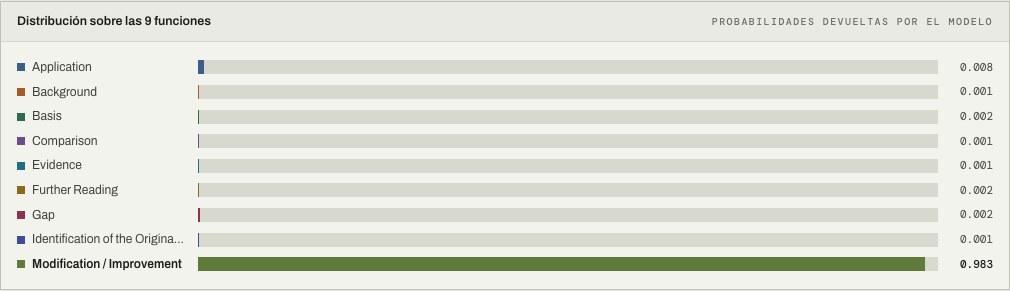 Distribución sobre las 9 funciones
PROBABILIDADES DEVUELTAS POR EL MODELO
Application 0.008
Background 0.001
Basis 0.002
Comparison 0.001
Evidence 0.001
Further Reading 0.002
Gap 0.002
Identification of the Origina... 0.001
Modification / Improvement 0.983